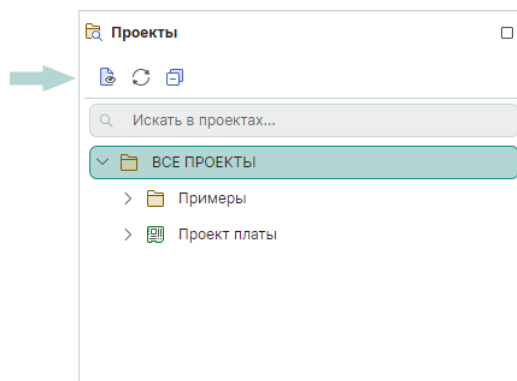 Проекты
Искать в проектах...
ВСЕ ПРОЕКТЫ
Примеры
Проект платы